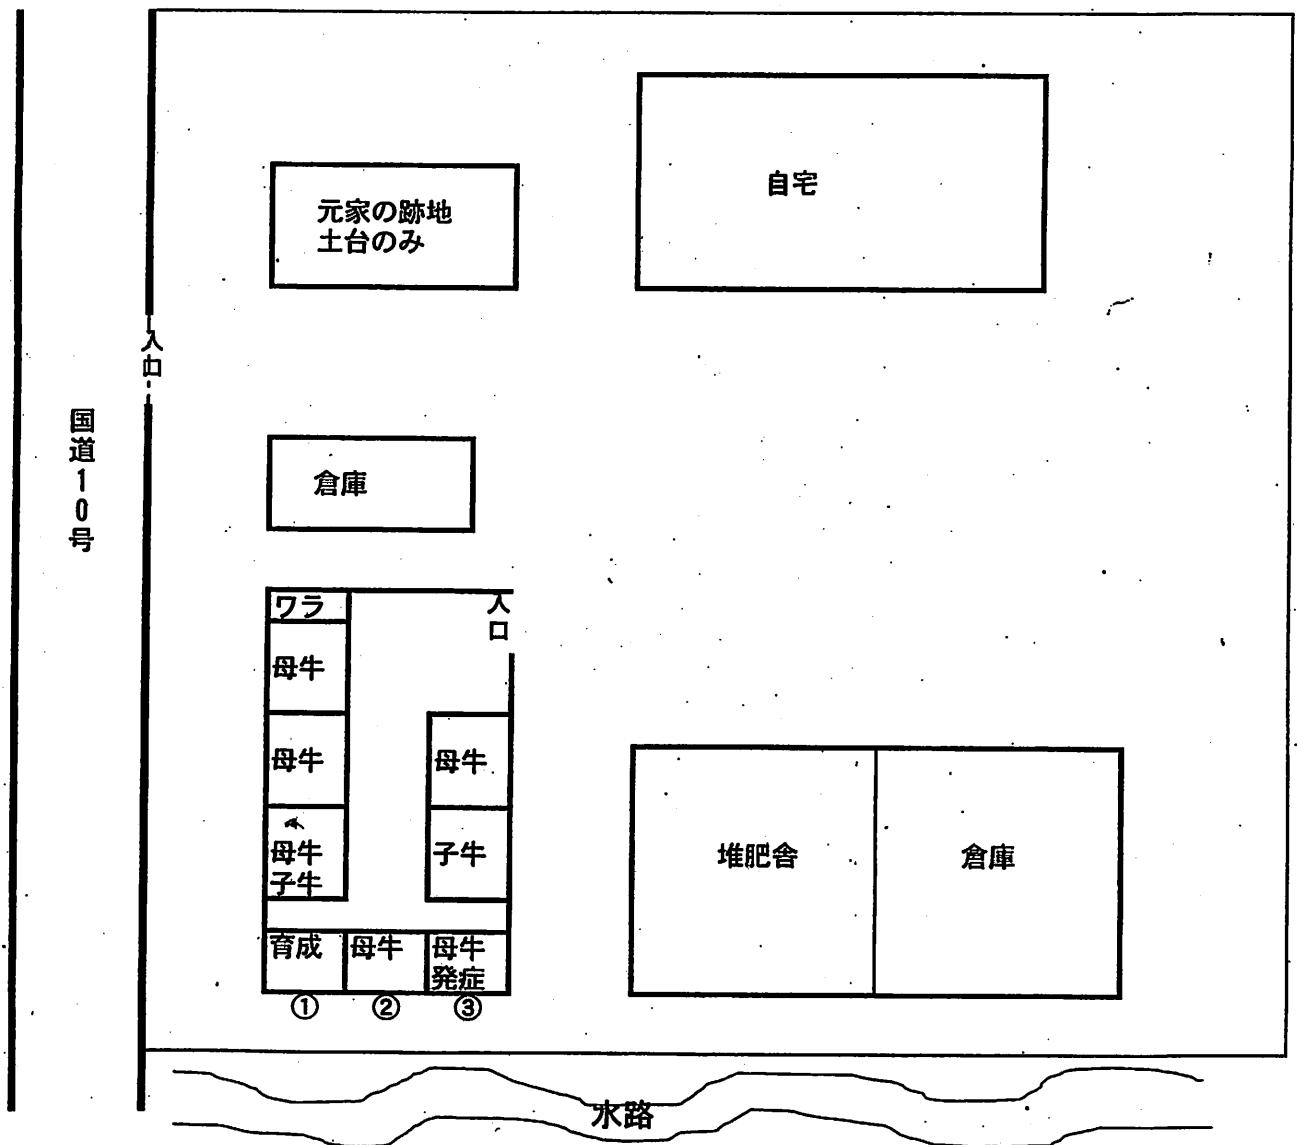 自宅
元家の跡地
土台のみ
入口
国道10号
倉庫
ワラ
入口
母牛
母牛
母牛
母牛
子牛
子牛
堆肥舎
倉庫
育成
母牛
母牛
発症
①
②
③
水路